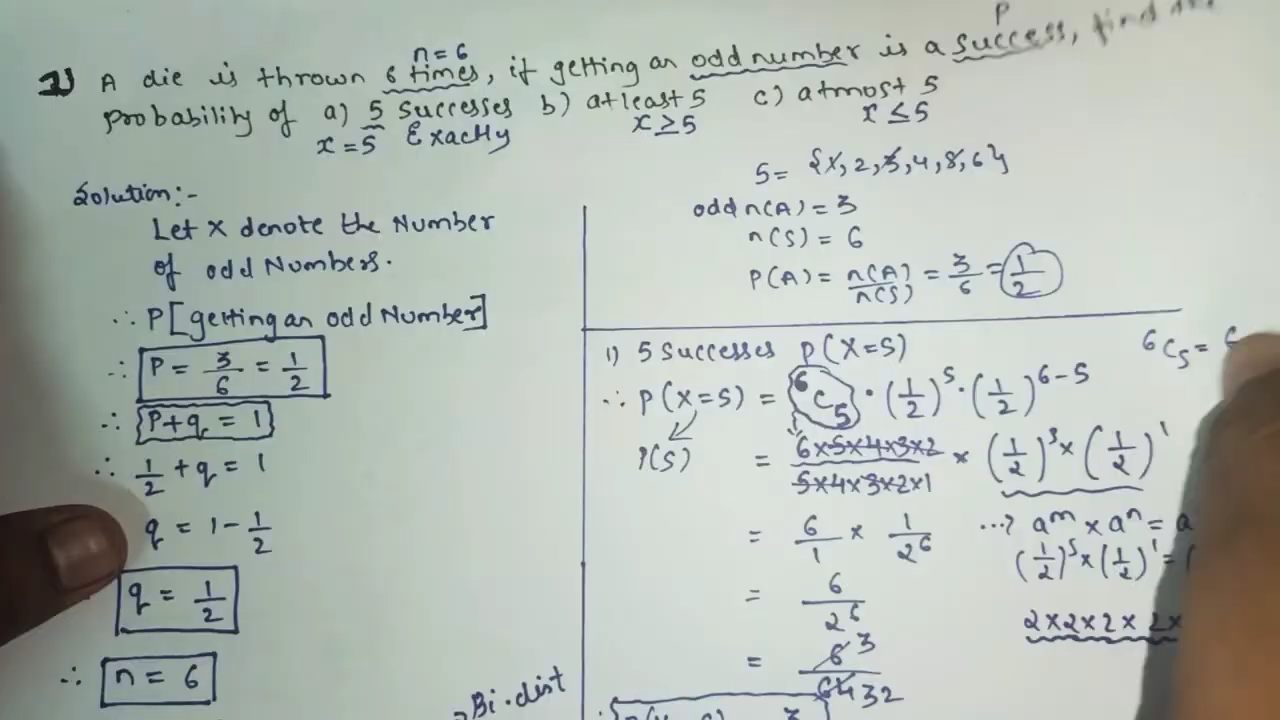 P
n=6
1) A die is thrown 6 times, if getting an odd number is a success, find the
probability of a) 5 successes b) atleast 5 c) atmost 5
x=5 Exactly x≥5 x≤5
S= {1,2,3,4,5,6}
Solution:-
odd n(A) = 3
Let x denote the Number
n(S) = 6
of odd Numbers.
P(A) = n(A)/n(S) = 3/6 = 1/2
∴ P[getting an odd Number]
∴ P = 3/6 = 1/2
∴ P+q = 1
∴ 1/2 + q = 1
q = 1 - 1/2
q = 1/2
∴ n = 6
Bi.dist
1) 5 Successes P(X=5)
6C5 = 6
∴ P(X=5) = 6C5 · (1/2)^5 · (1/2)^6-5
P(5) = 6×5×4×3×2/5×4×3×2×1 × (1/2)^5 × (1/2)^1
= 6/1 × 1/2^6
...? a^m × a^n = a
(1/2)^5 × (1/2)^1 =
= 6/2^6
2×2×2×2×
= 6 3/64 32